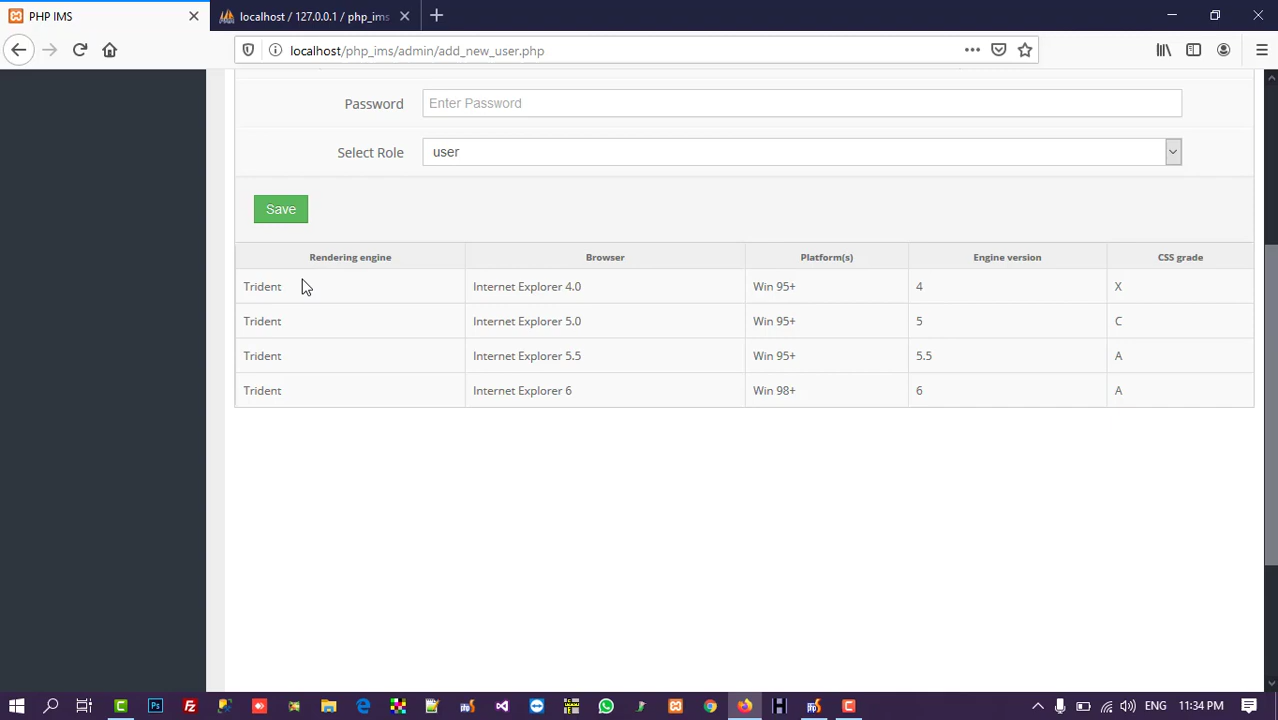 PHP IMS
localhost / 127.0.0.1 / php_ims
localhost/php_ims/admin/add_new_user.php
Password
Enter Password
Select Role
user
Save
Rendering engine Browser Platform(s) Engine version CSS grade
Trident Internet Explorer 4.0 Win 95+ 4 X
Trident Internet Explorer 5.0 Win 95+ 5 C
Trident Internet Explorer 5.5 Win 95+ 5.5 A
Trident Internet Explorer 6 Win 98+ 6 A
ENG 11:34 PM